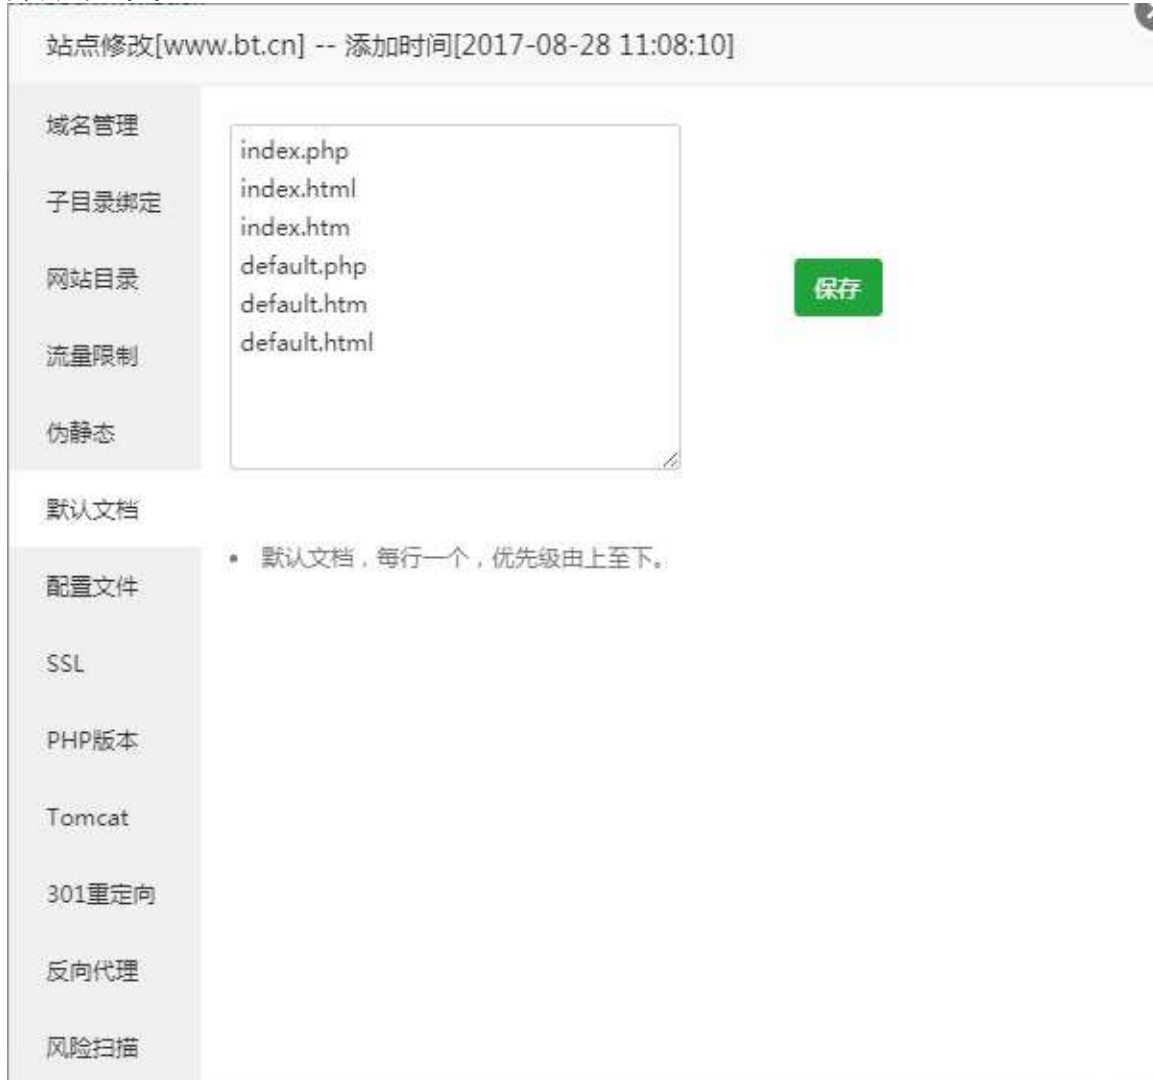 站点修改[www.bt.cn] -- 添加时间[2017-08-28 11:08:10]
域名管理
子目录绑定
网站目录
流量限制
伪静态
默认文档
配置文件
SSL
PHP版本
Tomcat
301重定向
反向代理
风险扫描
index.php
index.html
index.htm
default.php
default.htm
default.html
保存
默认文档，每行一个，优先级由上至下。